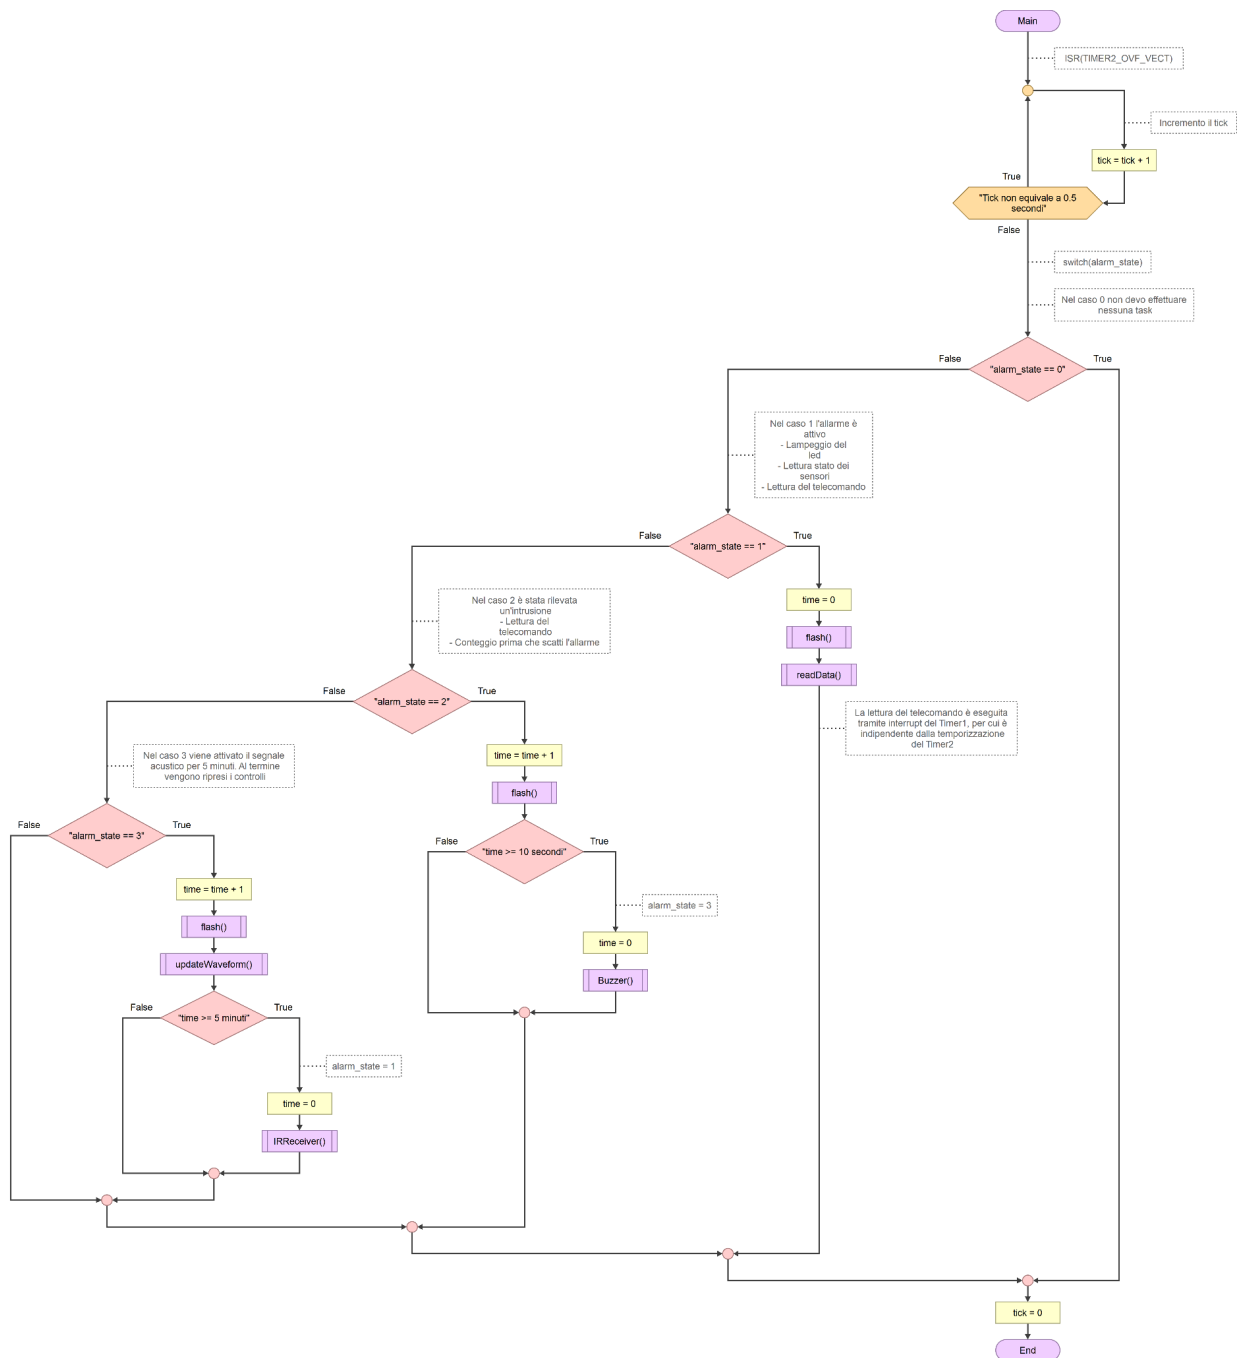 Main
ISR(TIMER2_OVF_VECT)
Incremento il tick
tick = tick + 1
True
"Tick non equivale a 0.5
secondi"
False
switch(alarm_state)
Nel caso 0 non devo effettuare
nessuna task
False
"alarm_state == 0"
True
Nel caso 1 l'allarme è
attivo
- Lampeggio del
led
- Lettura stato dei
sensori
- Lettura del telecomando
False
"alarm_state == 1"
True
time = 0
flash()
readData()
La lettura del telecomando è eseguita
tramite interrupt del Timer1, per cui è
indipendente dalla temporizzazione
del Timer2
Nel caso 2 è stata rilevata
un'intrusione
- Lettura del
telecomando
- Conteggio prima che scatti l'allarme
False
"alarm_state == 2"
True
time = time + 1
flash()
False
"time >= 10 secondi"
True
alarm_state = 3
time = 0
Buzzer()
Nel caso 3 viene attivato il segnale
acustico per 5 minuti. Al termine
vengono ripresi i controlli
False
"alarm_state == 3"
True
time = time + 1
flash()
updateWaveform()
False
"time >= 5 minuti"
True
alarm_state = 1
time = 0
IRReceiver()
tick = 0
End